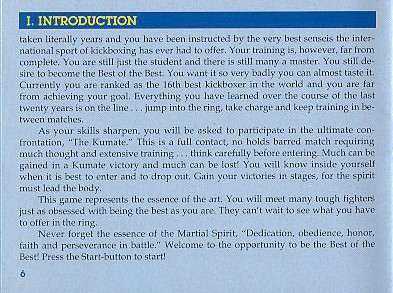 I. INTRODUCTION
taken literally years and you have been instructed by the very best senseis the inter-
national sport of kickboxing has ever had to offer. Your training is, however, far from
complete. You are still just the student and there is still many a master. You still de-
sire to become the Best of the Best. You want it so very badly you can almost taste it.
Currently you are ranked as the 16th best kickboxer in the world and you are far
from achieving your goal. Everything you have learned over the course of the last
twenty years is on the line . . . jump into the ring, take charge and keep training in be-
tween matches.
As your skills sharpen, you will be asked to participate in the ultimate con-
frontation, "The Kumate." This is a full contact, no holds barred match requiring
much thought and extensive training . . . think carefully before entering. Much can be
gained in a Kumate victory and much can be lost! You will know inside yourself
when it is best to enter and to drop out. Gain your victories in stages, for the spirit
must lead the body.
This game represents the essence of the art. You will meet many tough fighters
just as obsessed with being the best as you are. They can't wait to see what you have
to offer in the ring.
Never forget the essence of the Martial Spirit, "Dedication, obedience, honor,
faith and perseverance in battle." Welcome to the opportunity to be the Best of the
Best! Press the Start-button to start!
6